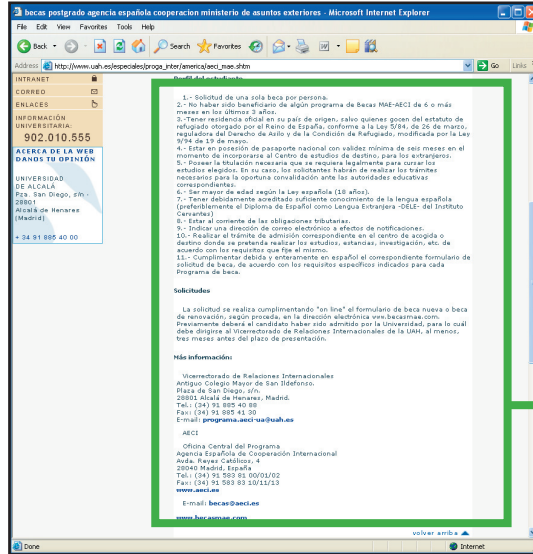 becas postgrado agencia española cooperacion ministerio de asuntos exteriores - Microsoft Internet Explorer
File Edit View Favorites Tools Help
Back Search Favorites
Address http://www.uah.es/especiales/proga_inter/america/aeci_mae.shtm Go Links
INTRANET
CORREO
ENLACES
INFORMACIÓN
UNIVERSITARIA:
902.010.555
ACERCA DE LA WEB
DANOS TU OPINIÓN
UNIVERSIDAD
DE ALCALÁ
Pza. San Diego, s/n -
28801
Alcalá de Henares
(Madrid)
+ 34 91 885 40 00
Perfil del estudiante
1.- Solicitud de una sola beca por persona.
2.- No haber sido beneficiario de algún programa de Becas MAE-AECI de 6 o más
meses en los últimos 3 años.
3.-Tener residencia oficial en su país de origen, salvo quienes gocen del estatuto de
refugiado otorgado por el Reino de España, conforme a la Ley 5/84, de 26 de marzo,
reguladora del Derecho de Asilo y de la Condición de Refugiado, modificada por la Ley
9/94 de 19 de mayo.
4.- Estar en posesión de pasaporte nacional con validez mínima de seis meses en el
momento de incorporarse al Centro de estudios de destino, para los extranjeros.
5.- Poseer la titulación necesaria que se requiera legalmente para cursar los
estudios elegidos. En su caso, los solicitantes habrán de realizar los trámites
necesarios para la oportuna convalidación ante las autoridades educativas
correspondientes.
6.- Ser mayor de edad según la Ley española (18 años).
7.- Tener debidamente acreditado suficiente conocimiento de la lengua española
(preferiblemente el Diploma de Español como Lengua Extranjera -DELE- del Instituto
Cervantes)
8.- Estar al corriente de las obligaciones tributarias.
9.- Indicar una dirección de correo electrónico a efectos de notificaciones.
10.- Realizar el trámite de admisión correspondiente en el centro de acogida o
destino donde se pretenda realizar los estudios, estancias, investigación, etc. de
acuerdo con los requisitos que fije el mismo.
11.- Cumplimentar debida y enteramente en español el correspondiente formulario de
solicitud de beca, de acuerdo con los requisitos específicos indicados para cada
Programa de beca.
Solicitudes
La solicitud se realiza cumplimentando "on line" el formulario de beca nueva o beca
de renovación, según proceda, en la dirección electrónica www.becasmae.com.
Previamente deberá el candidato haber sido admitido por la Universidad, para lo cuál
debe dirigirse al Vicerrectorado de Relaciones Internacionales de la UAH, al menos,
tres meses antes del plazo de presentación.
Más información:
Vicerrectorado de Relaciones Internacionales
Antiguo Colegio Mayor de San Ildefonso.
Plaza de San Diego, s/n.
28801 Alcalá de Henares, Madrid.
Tel.: (34) 91 885 40 88
Fax: (34) 91 885 41 30
E-mail: programa.aeci-ua@uah.es
AECI
Oficina Central del Programa
Agencia Española de Cooperación Internacional
Avda. Reyes Católicos, 4
28040 Madrid, España
Tel.: (34) 91 583 81 00/01/02
Fax: (34) 91 583 83 10/11/13
www.aeci.es
E-mail: becas@aeci.es
www.becasmae.com
volver arriba
Done Internet